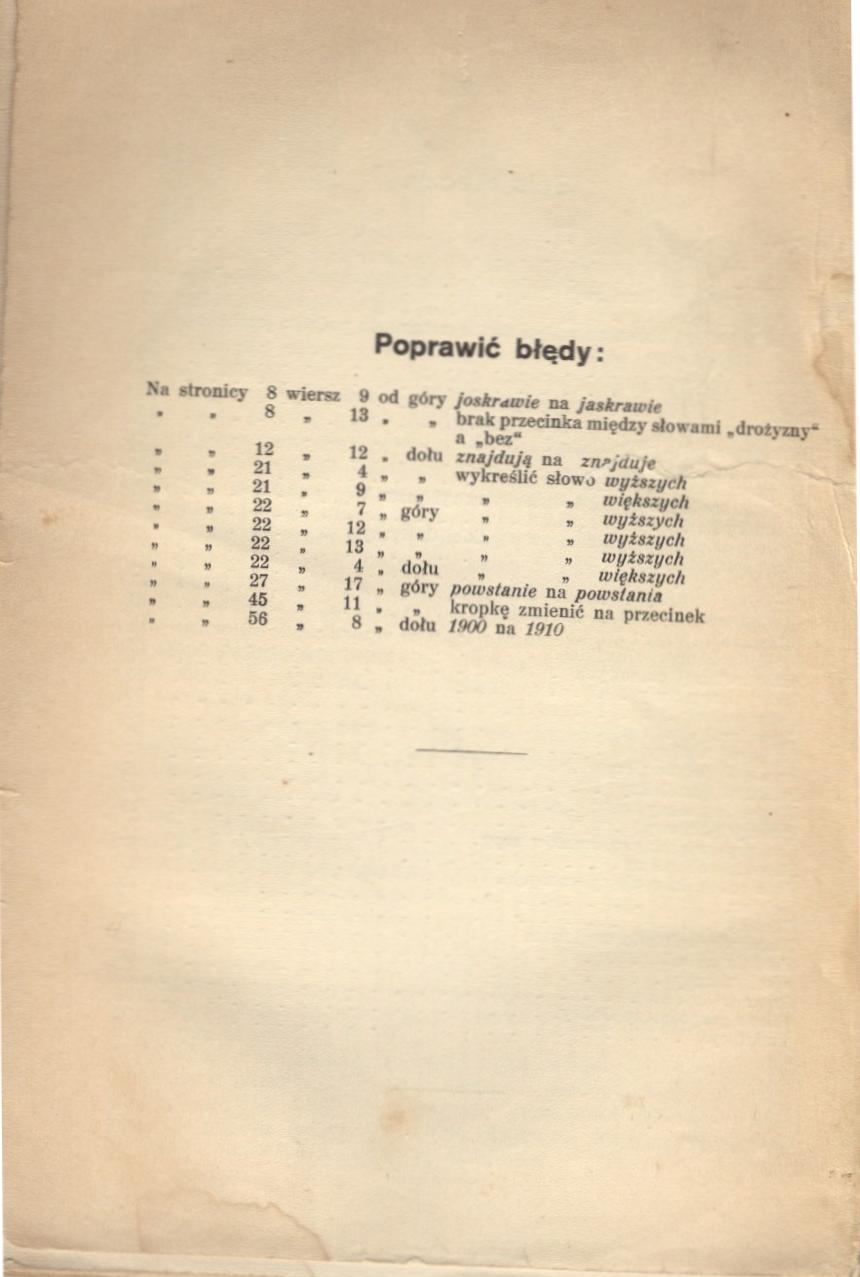 Poprawić błędy:
Na stronicy 8 wiersz 9 od góry joskrawie na jaskrawie
„ „ 8 „ 13 „ „ brak przecinka między słowami „drożyzny“
a „bez“
„ „ 12 „ 12 „ dołu znajdują na znajduje
„ „ 21 „ 4 „ „ wykreślić słowo wyższych
„ „ 21 „ 9 „ „ „ „ większych
„ „ 22 „ 7 „ góry „ „ wyższych
„ „ 22 „ 12 „ „ „ „ wyższych
„ „ 22 „ 13 „ „ „ „ wyższych
„ „ 22 „ 4 „ dołu „ „ większych
„ „ 27 „ 17 „ góry powstanie na powstania
„ „ 45 „ 11 „ „ kropkę zmienić na przecinek
„ „ 56 „ 8 „ dołu 1900 na 1910